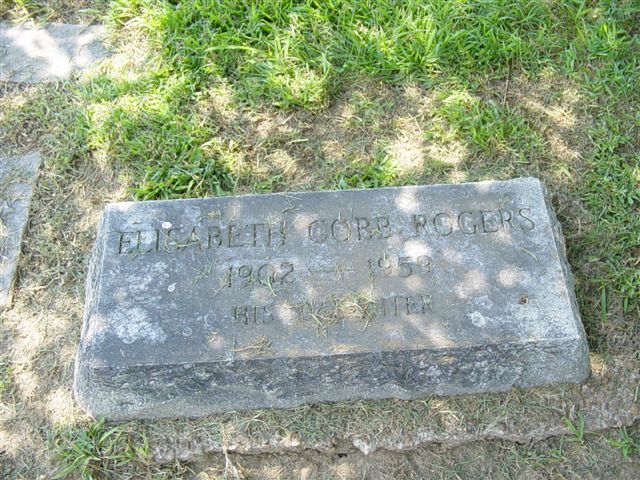 ELISABETH COBB ROGERS
1902 — 1959
HIS DAUGHTER